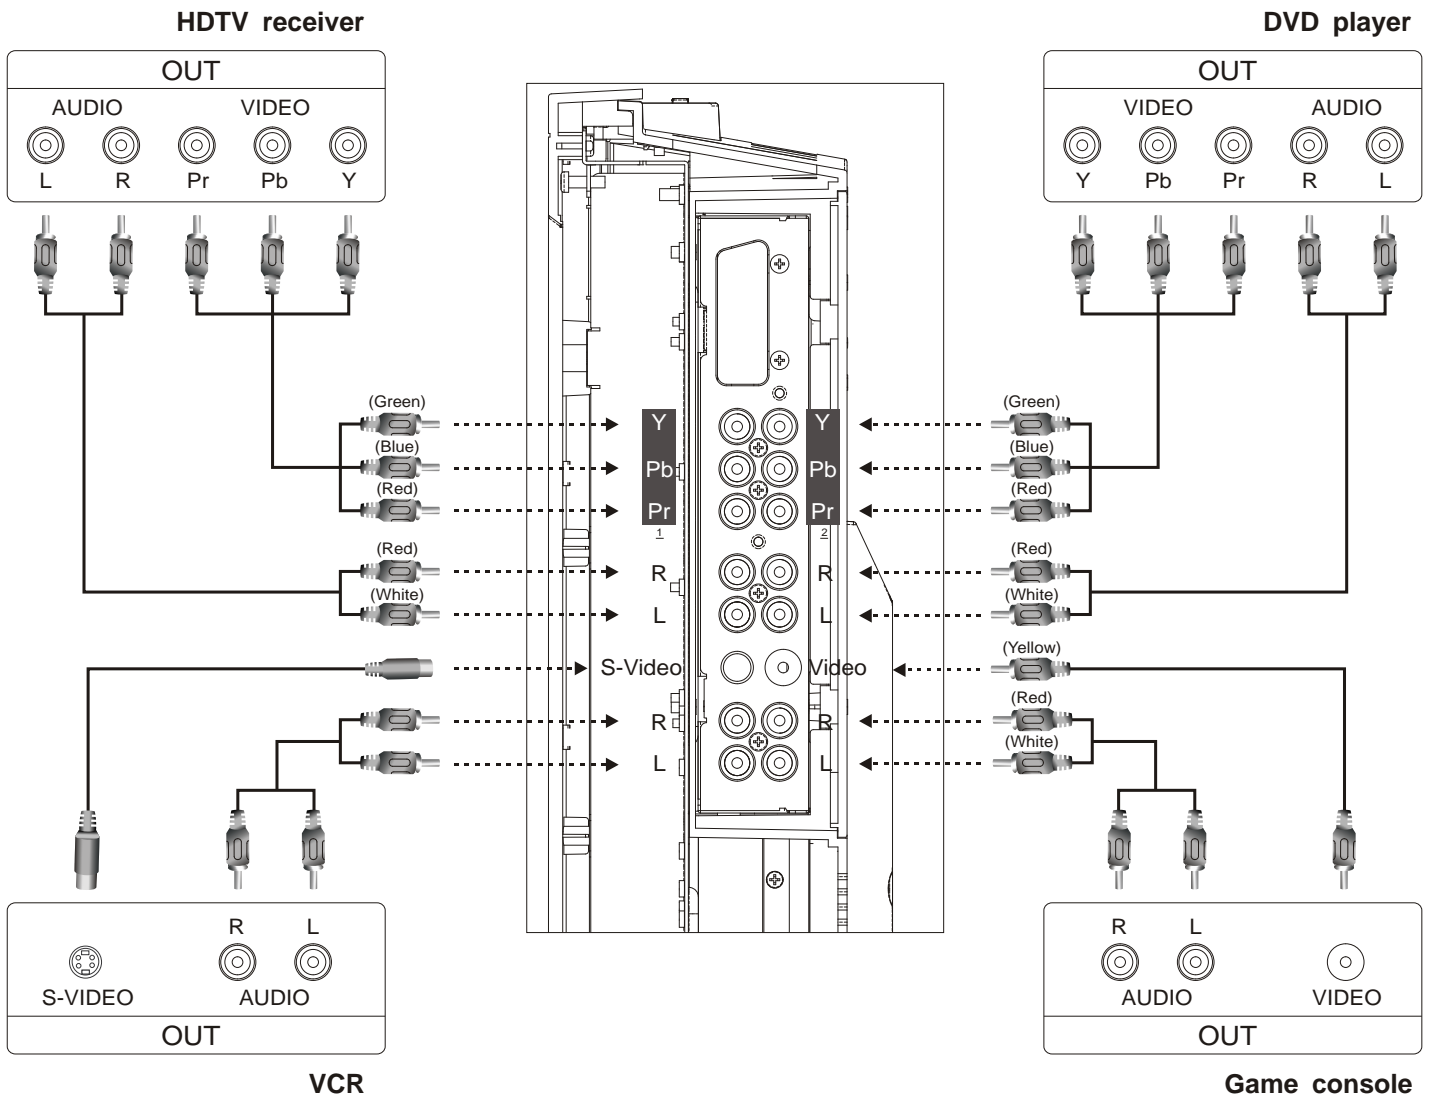 HDTV receiver
OUT
AUDIO VIDEO
L R Pr Pb Y
DVD player
OUT
VIDEO AUDIO
Y Pb Pr R L
(Green)
(Blue)
(Red)
(Red)
(White)
Y
Pb
Pr
1
R
L
S-Video
R
L
Y
Pb
Pr
2
R
L
Video
R
L
(Green)
(Blue)
(Red)
(Red)
(White)
(Yellow)
(Red)
(White)
R L
S-VIDEO AUDIO
OUT
VCR
R L
AUDIO VIDEO
OUT
Game console